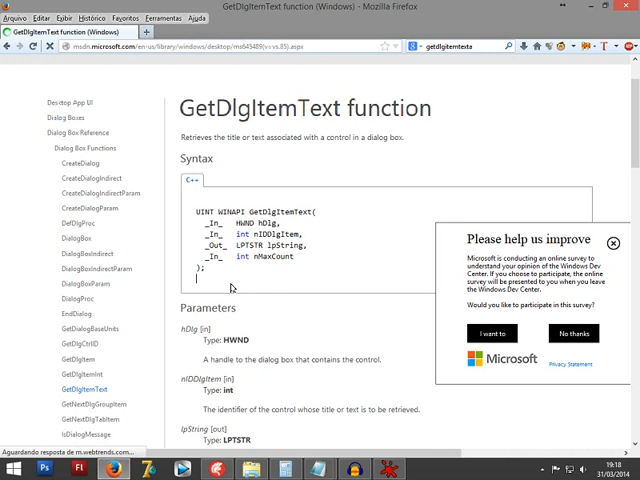 GetDlgItemText function (Windows) - Mozilla Firefox
Arquivo Editar Exibir Histórico Favoritos Ferramentas Ajuda
GetDlgItemText function (Windows)
msdn.microsoft.com/en-us/library/windows/desktop/ms645489(v=vs.85).aspx
getdlgitemtexta
Desktop App UI
Dialog Boxes
Dialog Box Reference
Dialog Box Functions
CreateDialog
CreateDialogIndirect
CreateDialogIndirectParam
CreateDialogParam
DefDlgProc
DialogBox
DialogBoxIndirect
DialogBoxIndirectParam
DialogBoxParam
DialogProc
EndDialog
GetDialogBaseUnits
GetDlgCtrlID
GetDlgItem
GetDlgItemInt
GetDlgItemText
GetNextDlgGroupItem
GetNextDlgTabItem
IsDialogMessage
GetDlgItemText function
Retrieves the title or text associated with a control in a dialog box.
Syntax
C++
UINT WINAPI GetDlgItemText(
_In_ HWND hDlg,
_In_ int nIDDlgItem,
_Out_ LPTSTR lpString,
_In_ int nMaxCount
);
Parameters
hDlg [in]
Type: HWND
A handle to the dialog box that contains the control.
nIDDlgItem [in]
Type: int
The identifier of the control whose title or text is to be retrieved.
lpString [out]
Type: LPTSTR
Please help us improve
Microsoft is conducting an online survey to
understand your opinion of the Windows Dev
Center. If you choose to participate, the online
survey will be presented to you when you leave
the Windows Dev Center.
Would you like to participate in this survey?
I want to
No thanks
Microsoft
Privacy Statement
Aguardando resposta de m.webtrends.com...
Ps
Fl
19:18
31/03/2014